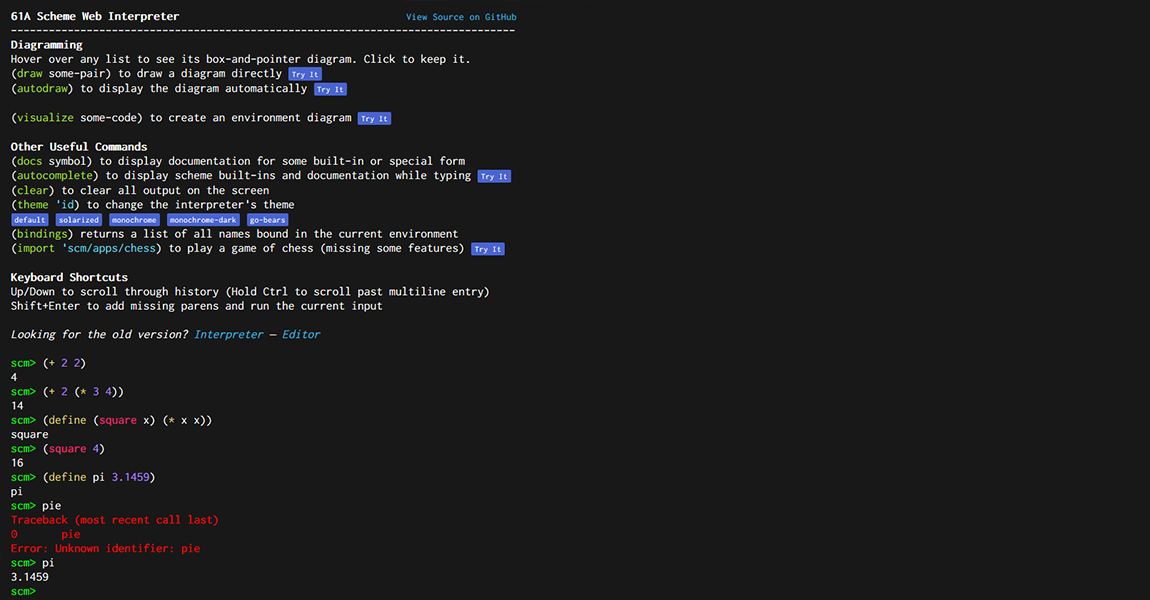 61A Scheme Web Interpreter View Source on GitHub
--------------------------------------------------------------------------------
Diagramming
Hover over any list to see its box-and-pointer diagram. Click to keep it.
(draw some-pair) to draw a diagram directly Try It
(autodraw) to display the diagram automatically Try It
(visualize some-code) to create an environment diagram Try It
Other Useful Commands
(docs symbol) to display documentation for some built-in or special form
(autocomplete) to display scheme built-ins and documentation while typing Try It
(clear) to clear all output on the screen
(theme 'id) to change the interpreter's theme
default solarized monochrome monochrome-dark go-bears
(bindings) returns a list of all names bound in the current environment
(import 'scm/apps/chess) to play a game of chess (missing some features) Try It
Keyboard Shortcuts
Up/Down to scroll through history (Hold Ctrl to scroll past multiline entry)
Shift+Enter to add missing parens and run the current input
Looking for the old version? Interpreter — Editor
scm> (+ 2 2)
4
scm> (+ 2 (* 3 4))
14
scm> (define (square x) (* x x))
square
scm> (square 4)
16
scm> (define pi 3.1459)
pi
scm> pie
Traceback (most recent call last)
0 pie
Error: Unknown identifier: pie
scm> pi
3.1459
scm>